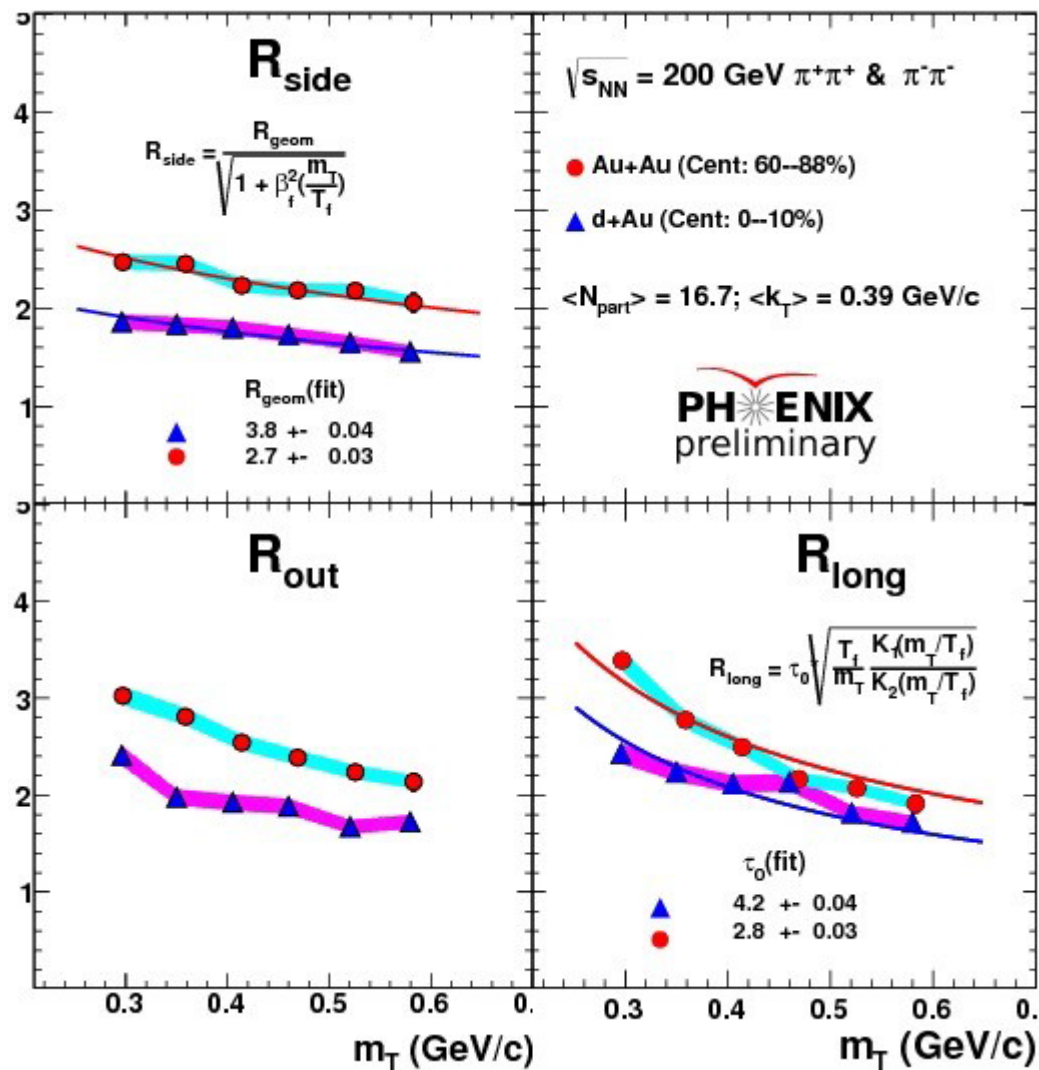 R_side
R_side = R_geom / √(1 + β_f^2(m_T/T_f))
R_geom(fit)
3.8 +- 0.04
2.7 +- 0.03
5
4
3
2
1
√s_NN = 200 GeV π⁺π⁺ & π⁻π⁻
Au+Au (Cent: 60--88%)
d+Au (Cent: 0--10%)
<N_part> = 16.7; <k_T> = 0.39 GeV/c
PHENIX
preliminary
R_out
5
4
3
2
1
0.3 0.4 0.5 0.6 0.
m_T (GeV/c)
R_long
R_long = τ_0 √(T_f/m_T K_1(m_T/T_f)/K_2(m_T/T_f))
τ_0(fit)
4.2 +- 0.04
2.8 +- 0.03
0.3 0.4 0.5 0.6 0.
m_T (GeV/c)